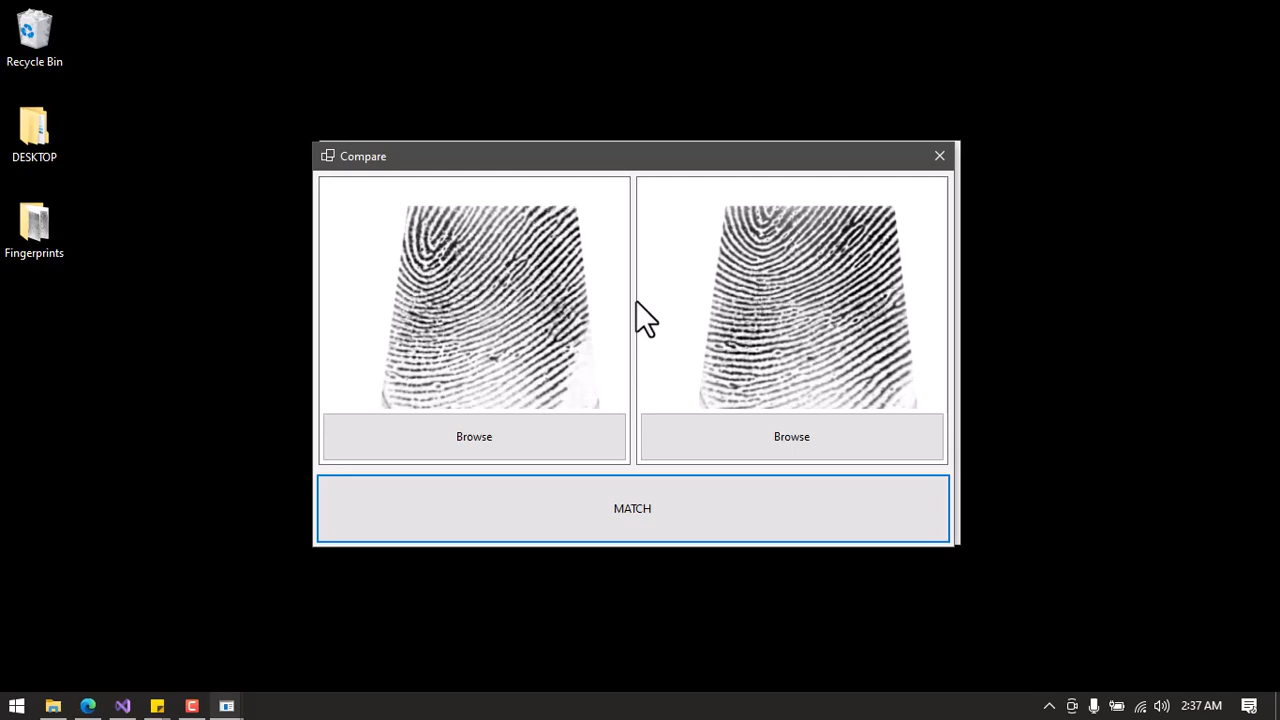 Recycle Bin
DESKTOP
Fingerprints
Compare
Browse
Browse
MATCH
2:37 AM